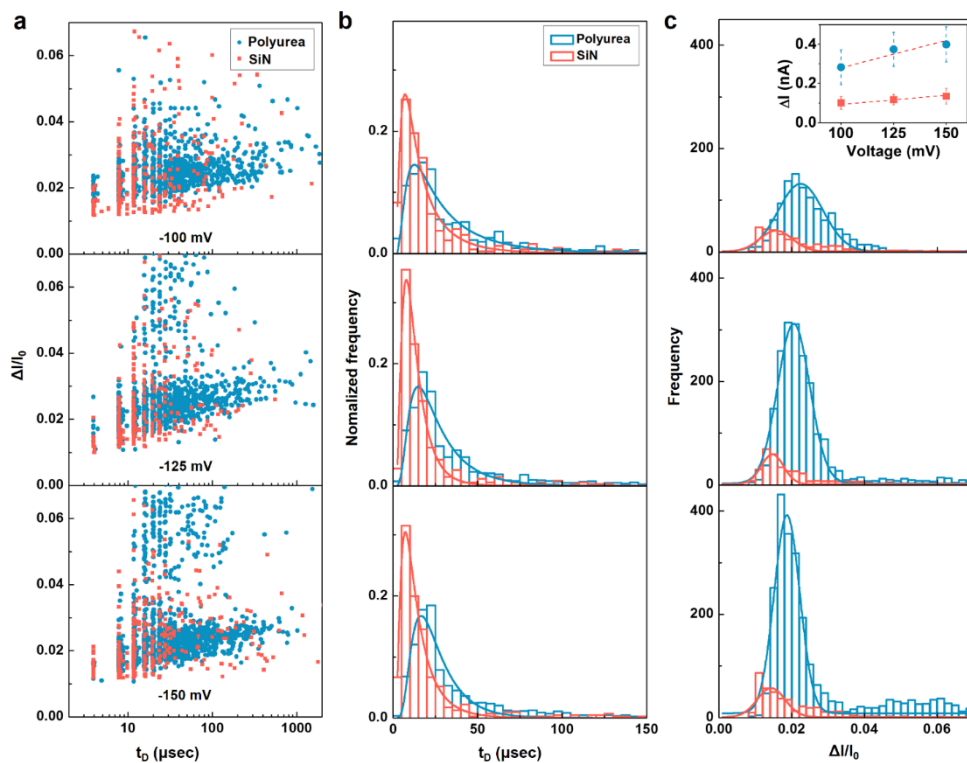 a
Polyurea
SiN
0.06
0.04
0.02
0.00
-100 mV
0.06
0.04
0.02
0.00
-125 mV
0.06
0.04
0.02
0.00
-150 mV
10 100 1000
ΔI/I0
tD (µsec)
b
Polyurea
SiN
0.2
0.0
0.2
0.0
0.2
0.0
0 50 100 150
Normalized frequency
tD (µsec)
c
400
200
0
400
200
0
400
200
0
0.00 0.02 0.04 0.06
Frequency
ΔI/I0
0.4
0.2
0.0
100 125 150
ΔI (nA)
Voltage (mV)